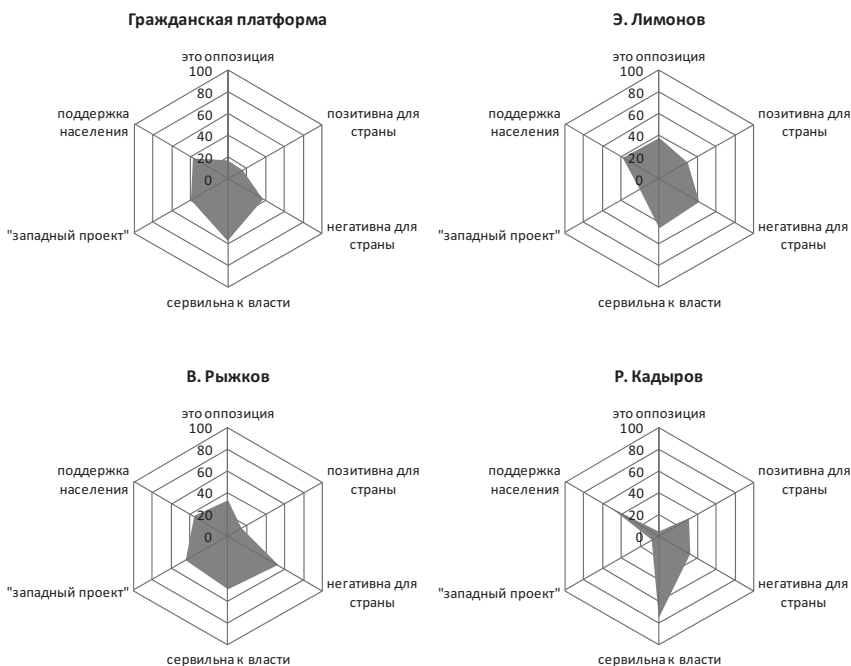 Гражданская платформа
это оппозиция
100
80
60
40
20
0
позитивна для
страны
негативна для
страны
сервильна к власти
"западный проект"
поддержка
населения
Э. Лимонов
это оппозиция
100
80
60
40
20
0
позитивна для
страны
негативна для
страны
сервильна к власти
"западный проект"
поддержка
населения
В. Рыжков
это оппозиция
100
80
60
40
20
0
позитивна для
страны
негативна для
страны
сервильна к власти
"западный проект"
поддержка
населения
Р. Кадыров
это оппозиция
100
80
60
40
20
0
позитивна для
страны
негативна для
страны
сервильна к власти
"западный проект"
поддержка
населения